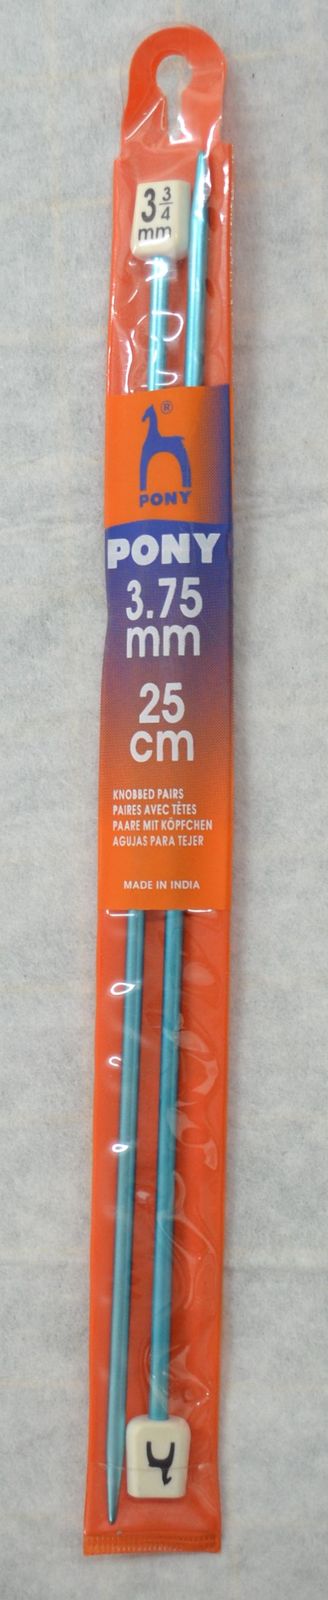 3 3/4
mm
®
PONY
PONY
3.75
mm
25
cm
KNOBBED PAIRS
PAIRES AVEC TÊTES
PAARE MIT KÖPFCHEN
AGUJAS PARA TEJER
MADE IN INDIA